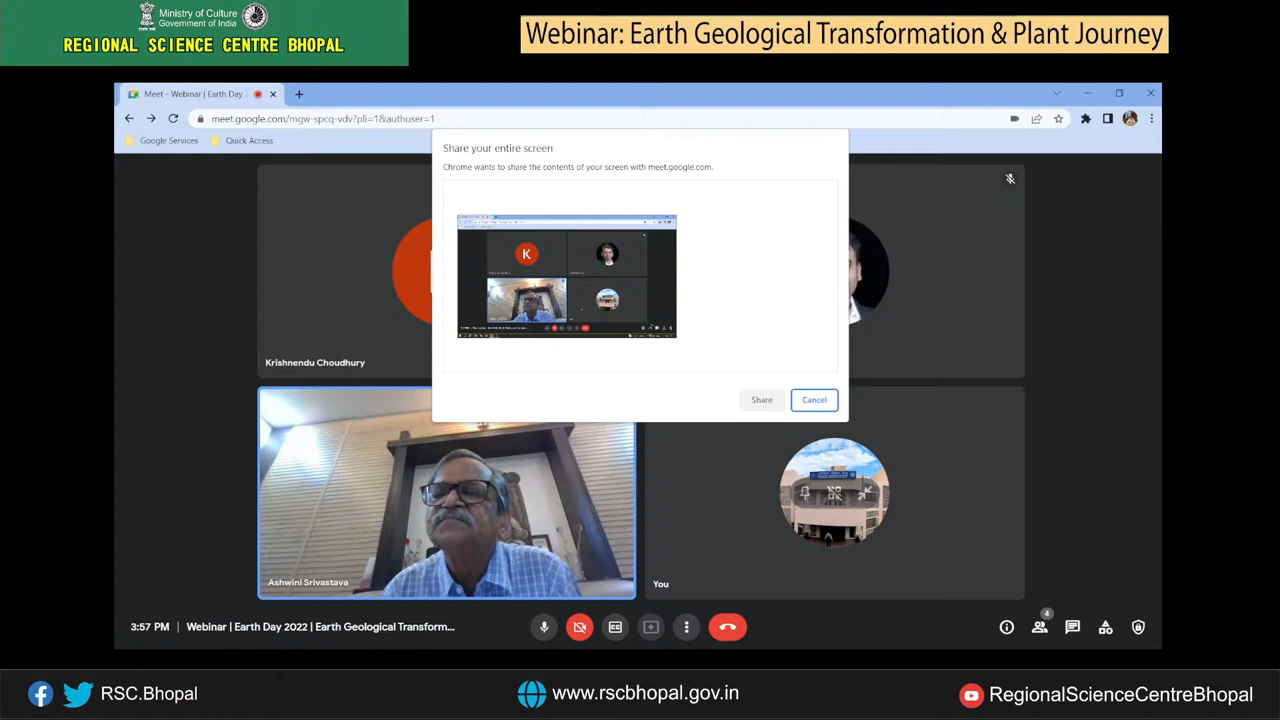 Ministry of Culture
Government of India
REGIONAL SCIENCE CENTRE BHOPAL
Webinar: Earth Geological Transformation & Plant Journey
Meet - Webinar | Earth Day 2
meet.google.com/mgw-spcq-vdv?pli=1&authuser=1
Google Services
Quick Access
Share your entire screen
Chrome wants to share the contents of your screen with meet.google.com.
K
Share
Cancel
Krishnendu Choudhury
Ashwini Srivastava
You
3:57 PM | Webinar | Earth Day 2022 | Earth Geological Transform...
4
RSC.Bhopal
www.rscbhopal.gov.in
RegionalScienceCentreBhopal